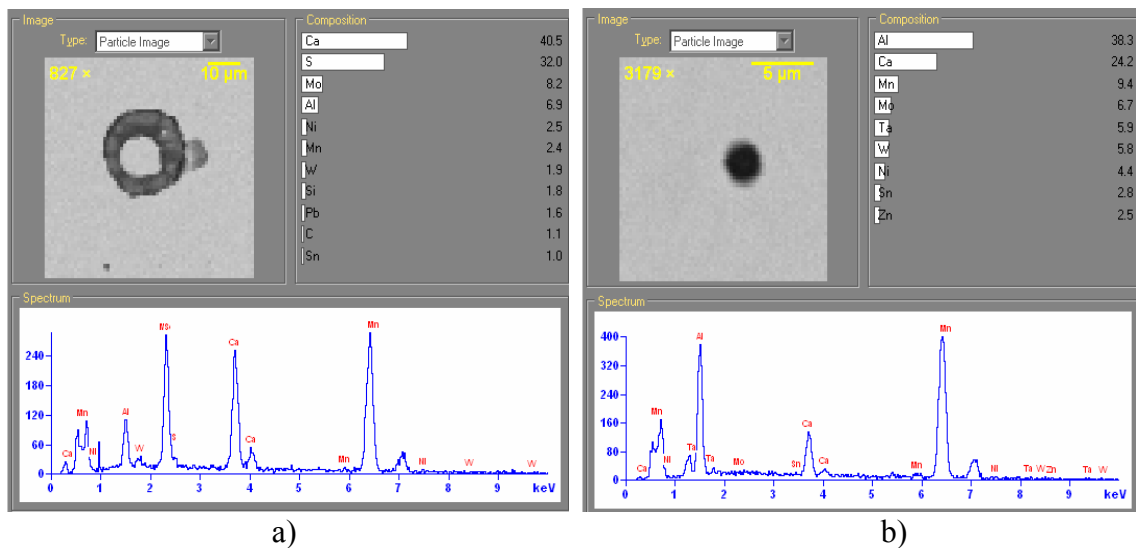 Image
Type: Particle Image
827 ×
10 µm
Composition
Ca 40.5
S 32.0
Mo 8.2
Al 6.9
Ni 2.5
Mn 2.4
W 1.9
Si 1.8
Pb 1.6
C 1.1
Sn 1.0
Spectrum
240
180
120
60
0
Ca Mn Ni Al W S Ca Ca Mn Mn Ni W W
0 1 2 3 4 5 6 7 8 9 keV
a)
Image
Type: Particle Image
3179 ×
5 µm
Composition
Al 38.3
Ca 24.2
Mn 9.4
Mo 6.7
Ta 5.9
W 5.8
Ni 4.4
Sn 2.8
Zn 2.5
Spectrum
400
320
240
160
80
0
Ca Mn Ni Ta Al Ta Mo Sn Ca Ca Mn Mn Ni Ta W Zn Ta W
0 1 2 3 4 5 6 7 8 9 keV
b)